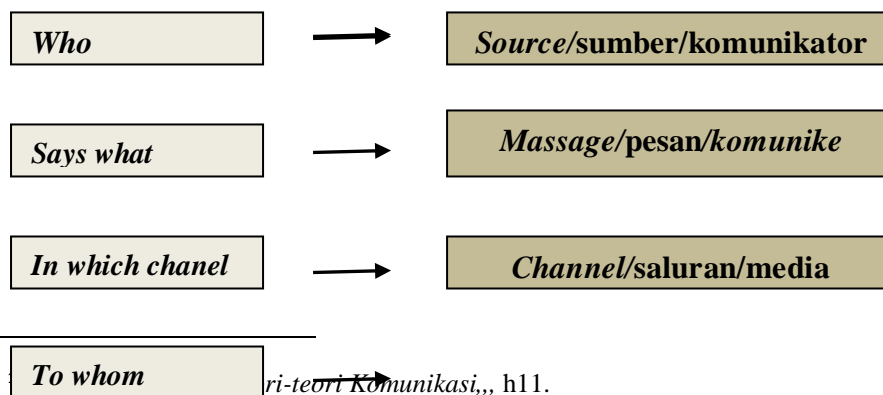 Who
Source/sumber/komunikator
Says what
Massage/pesan/komunike
In which chanel
Channel/saluran/media
To whom
ri-teori Komunikasi,,, h11.